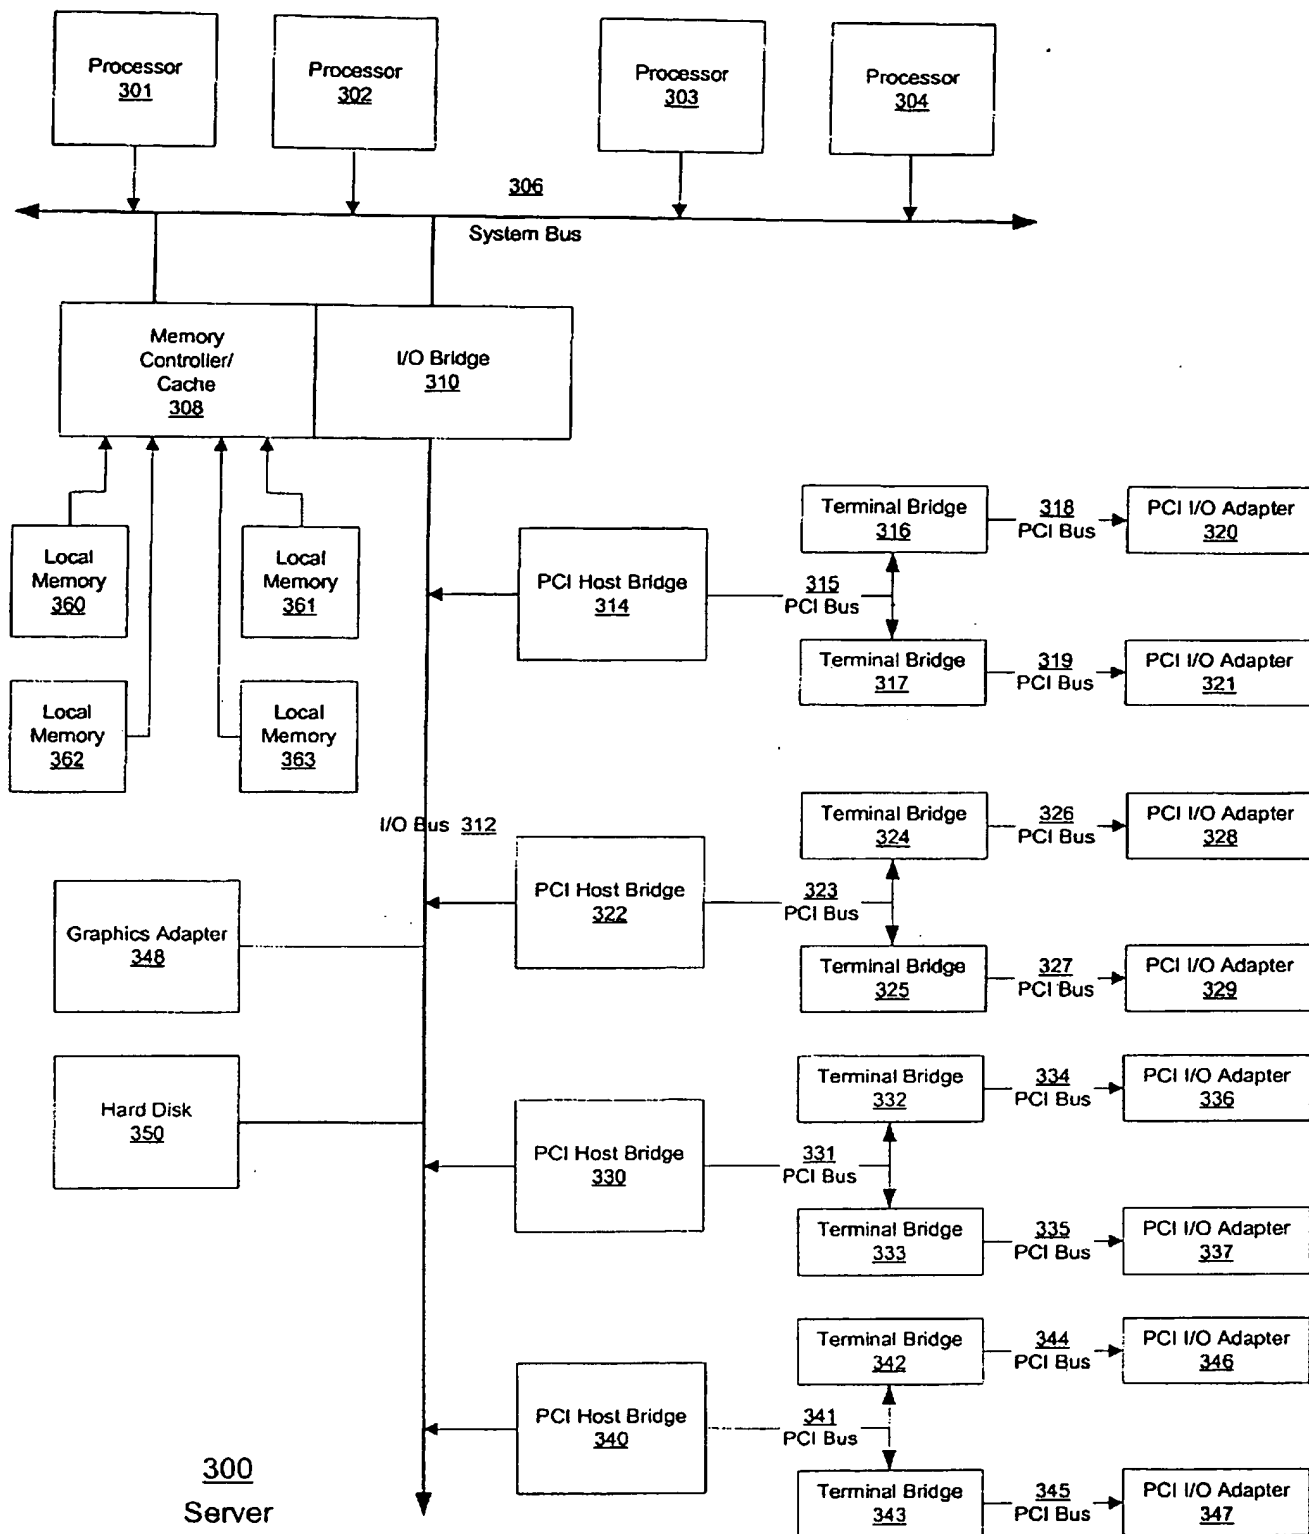 Processor
301
Processor
302
Processor
303
Processor
304
306
System Bus
Memory
Controller/
Cache
308
I/O Bridge
310
Local
Memory
360
Local
Memory
361
Local
Memory
362
Local
Memory
363
I/O Bus 312
PCI Host Bridge
314
315
PCI Bus
Terminal Bridge
316
318
PCI Bus
PCI I/O Adapter
320
Terminal Bridge
317
319
PCI Bus
PCI I/O Adapter
321
PCI Host Bridge
322
323
PCI Bus
Terminal Bridge
324
326
PCI Bus
PCI I/O Adapter
328
Terminal Bridge
325
327
PCI Bus
PCI I/O Adapter
329
Graphics Adapter
348
Hard Disk
350
PCI Host Bridge
330
331
PCI Bus
Terminal Bridge
332
334
PCI Bus
PCI I/O Adapter
336
Terminal Bridge
333
335
PCI Bus
PCI I/O Adapter
337
PCI Host Bridge
340
341
PCI Bus
Terminal Bridge
342
344
PCI Bus
PCI I/O Adapter
346
Terminal Bridge
343
345
PCI Bus
PCI I/O Adapter
347
300
Server